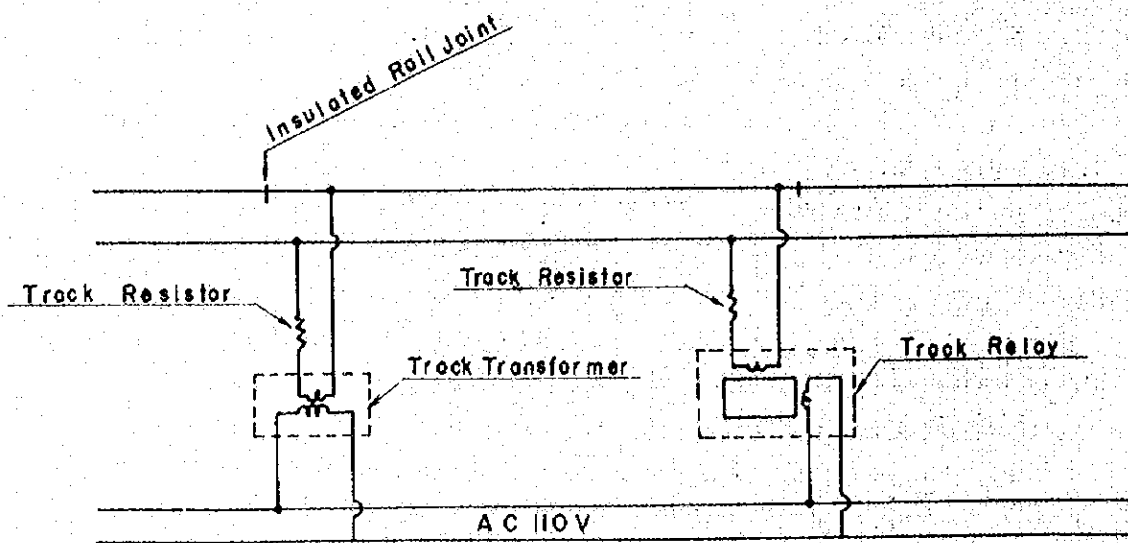 Insulated Rail Joint
Track Resistor
Track Resistor
Track Transformer
Track Relay
AC 110V